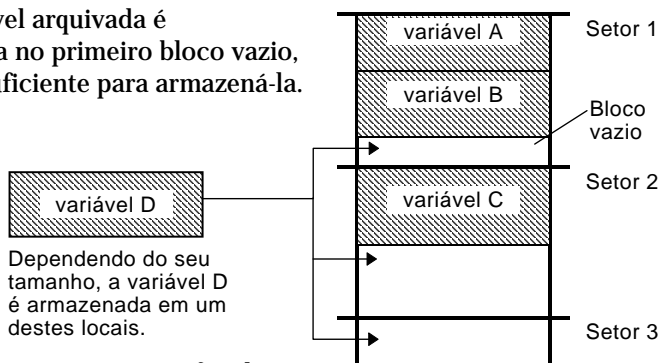 vel arquivada é
a no primeiro bloco vazio,
uficiente para armazená-la.
variável A
Setor 1
variável B
Bloco
vazio
Setor 2
variável D
variável C
Dependendo do seu
tamanho, a variável D
é armazenada em um
destes locais.
Setor 3